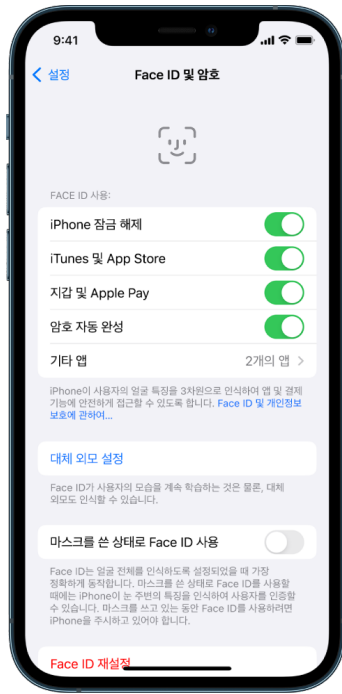 9:41
설정
Face ID 및 암호
FACE ID 사용:
iPhone 잠금 해제
iTunes 및 App Store
지갑 및 Apple Pay
암호 자동 완성
기타 앱 2개의 앱
iPhone이 사용자의 얼굴 특징을 3차원으로 인식하여 앱 및 결제
기능에 안전하게 접근할 수 있도록 합니다. Face ID 및 개인정보
보호에 관하여...
대체 외모 설정
Face ID가 사용자의 모습을 계속 학습하는 것은 물론, 대체
외모도 인식할 수 있습니다.
마스크를 쓴 상태로 Face ID 사용
Face ID는 얼굴 전체를 인식하도록 설정되었을 때 가장
정확하게 동작합니다. 마스크를 쓴 상태로 Face ID를 사용할
때에는 iPhone이 눈 주변의 특징을 인식하여 사용자를 인증할
수 있습니다. 마스크를 쓰고 있는 동안 Face ID를 사용하려면
iPhone을 주시하고 있어야 합니다.
Face ID 재설정